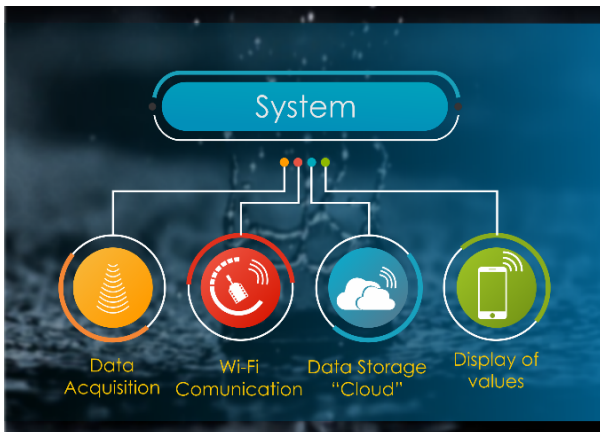 System
Data
Acquisition
Wi-Fi
Comunication
Data Storage
“Cloud”
Display of
values